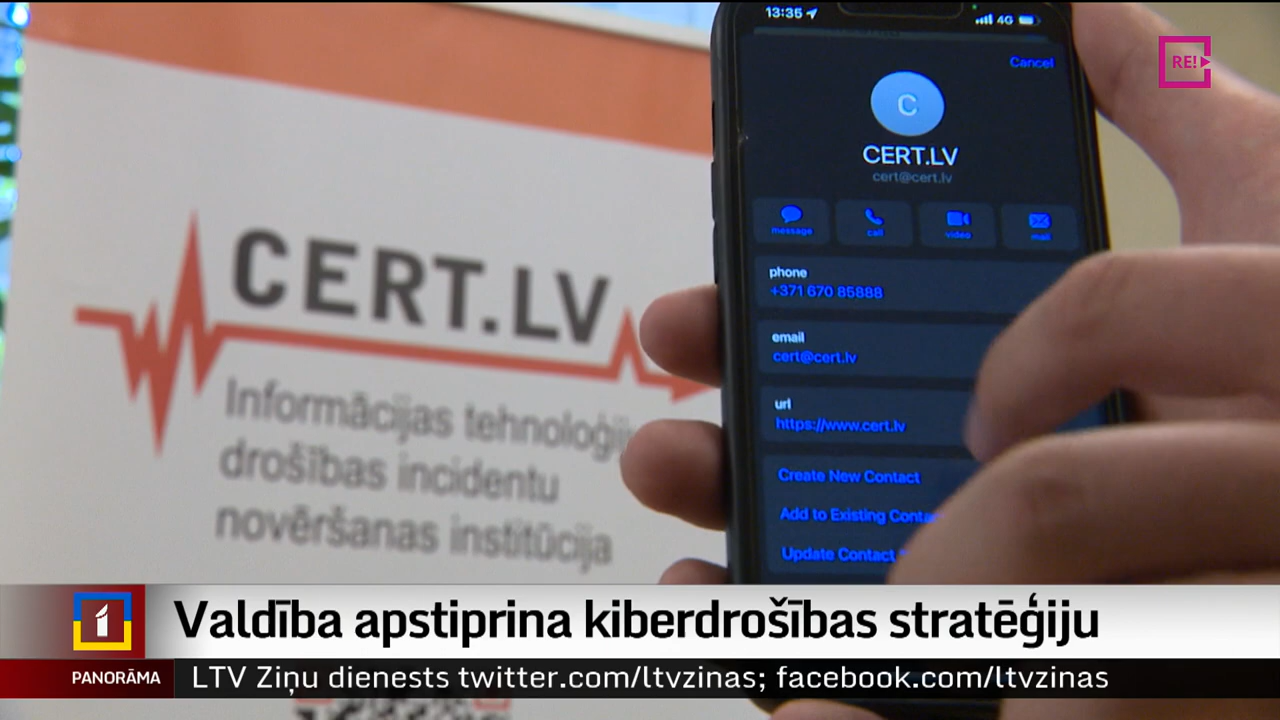 13:35
4G
RE!
Cancel
C
CERT.LV
cert@cert.lv
message
call
video
mail
phone
+371 670 85888
email
cert@cert.lv
url
https://www.cert.lv
Create New Contact
Add to Existing
Update Contact
CERT.LV
Informācijas
drošības incidentu
novēršanas institūcija
1
Valdība apstiprina kiberdrošības stratēģiju
PANORĀMA
LTV Ziņu dienests twitter.com/ltvzinas; facebook.com/ltvzinas